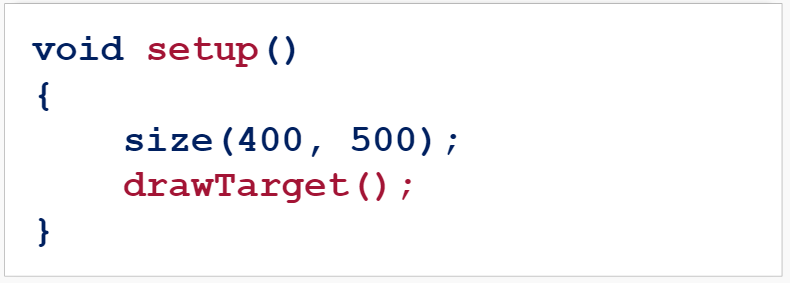 void setup()
{
    size(400, 500);
    drawTarget();
}